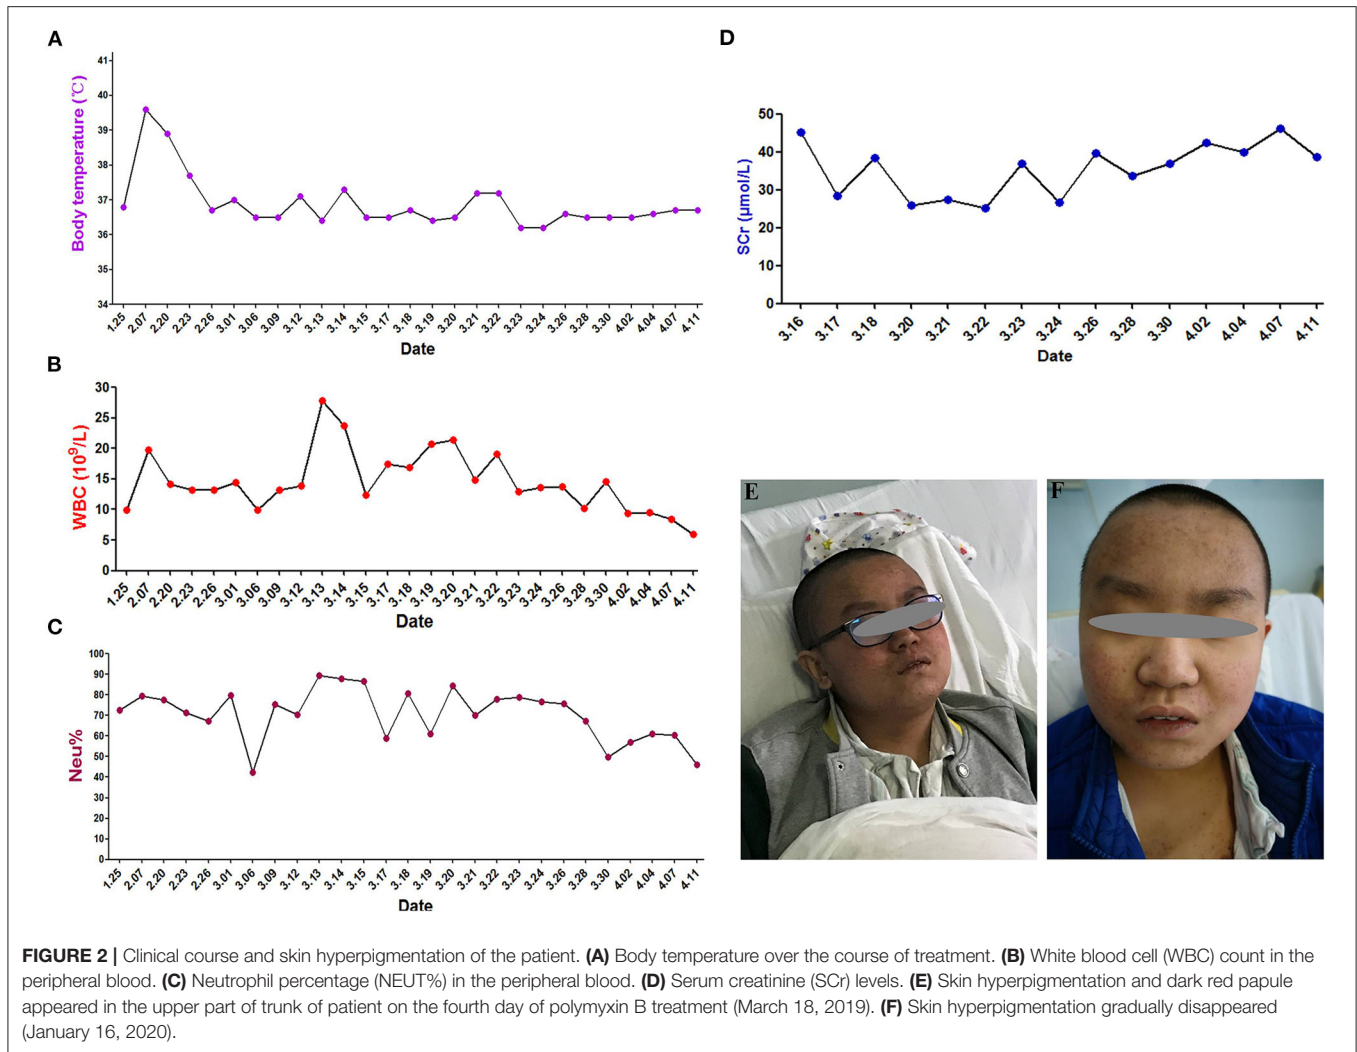 A
Body temperature (℃)
41
40
39
38
37
36
35
34
1.25 2.07 2.20 2.23 2.26 3.01 3.06 3.09 3.12 3.13 3.14 3.15 3.17 3.18 3.19 3.20 3.21 3.22 3.23 3.24 3.26 3.28 3.30 4.02 4.04 4.07 4.11
Date
B
WBC (10⁹/L)
30
25
20
15
10
5
0
1.25 2.07 2.20 2.23 2.26 3.01 3.06 3.09 3.12 3.13 3.14 3.15 3.17 3.18 3.19 3.20 3.21 3.22 3.23 3.24 3.26 3.28 3.30 4.02 4.04 4.07 4.11
Date
C
Neu%
100
90
80
70
60
50
40
30
20
10
0
1.25 2.07 2.20 2.23 2.26 3.01 3.06 3.09 3.12 3.13 3.14 3.15 3.17 3.18 3.19 3.20 3.21 3.22 3.23 3.24 3.26 3.28 3.30 4.02 4.04 4.07 4.11
Date
D
SCr (μmol/L)
50
40
30
20
10
0
3.16 3.17 3.18 3.20 3.21 3.22 3.23 3.24 3.26 3.28 3.30 4.02 4.04 4.07 4.11
Date
E
F
FIGURE 2 | Clinical course and skin hyperpigmentation of the patient. (A) Body temperature over the course of treatment. (B) White blood cell (WBC) count in the
peripheral blood. (C) Neutrophil percentage (NEUT%) in the peripheral blood. (D) Serum creatinine (SCr) levels. (E) Skin hyperpigmentation and dark red papule
appeared in the upper part of trunk of patient on the fourth day of polymyxin B treatment (March 18, 2019). (F) Skin hyperpigmentation gradually disappeared
(January 16, 2020).